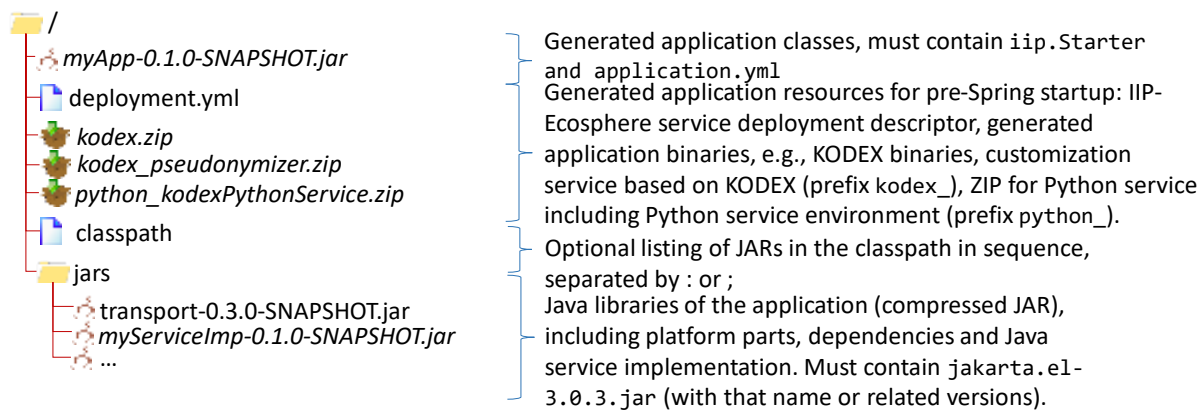 /
myApp-0.1.0-SNAPSHOT.jar
deployment.yml
kodex.zip
kodex_pseudonymizer.zip
python_kodexPythonService.zip
classpath
jars
transport-0.3.0-SNAPSHOT.jar
myServiceImp-0.1.0-SNAPSHOT.jar
...
Generated application classes, must contain iip.Starter
and application.yml
Generated application resources for pre-Spring startup: IIP-
Ecosphere service deployment descriptor, generated
application binaries, e.g., KODEX binaries, customization
service based on KODEX (prefix kodex_), ZIP for Python service
including Python service environment (prefix python_).
Optional listing of JARs in the classpath in sequence,
separated by : or ;
Java libraries of the application (compressed JAR),
including platform parts, dependencies and Java
service implementation. Must contain jakarta.el-
3.0.3.jar (with that name or related versions).